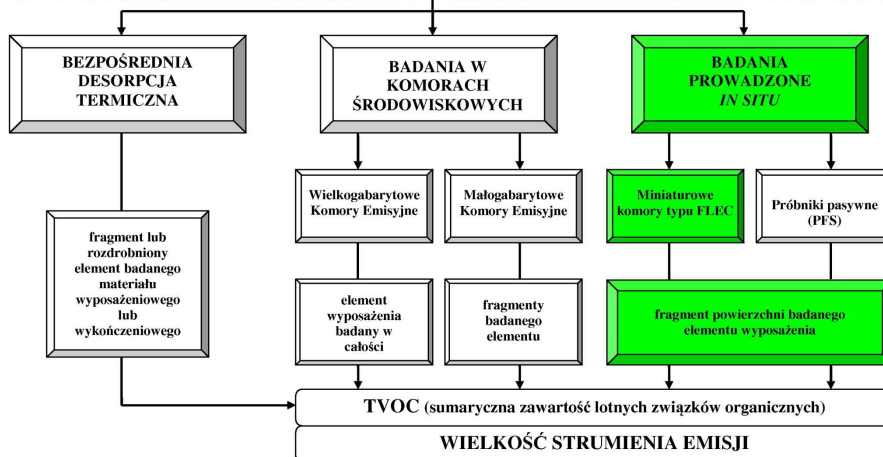 BEZPOŚREDNIA
DESORPCJA
TERMICZNA
BADANIA W
KOMORACH
ŚRODOWISKOWYCH
BADANIA
PROWADZONE
IN SITU
Wielkogabarytowe
Komory Emisyjne
Małogabarytowe
Komory Emisyjne
Miniaturowe
komory typu FLEC
Próbniki pasywne
(PFS)
fragment lub
rozdrobniony
element badanego
materiału
wyposażeniowego
lub
wykończeniowego
element
wyposażenia
badany w
całości
fragmenty
badanego
elementu
fragment powierzchni badanego
elementu wyposażenia
TVOC (sumaryczna zawartość lotnych związków organicznych)
WIELKOŚĆ STRUMIENIA EMISJI